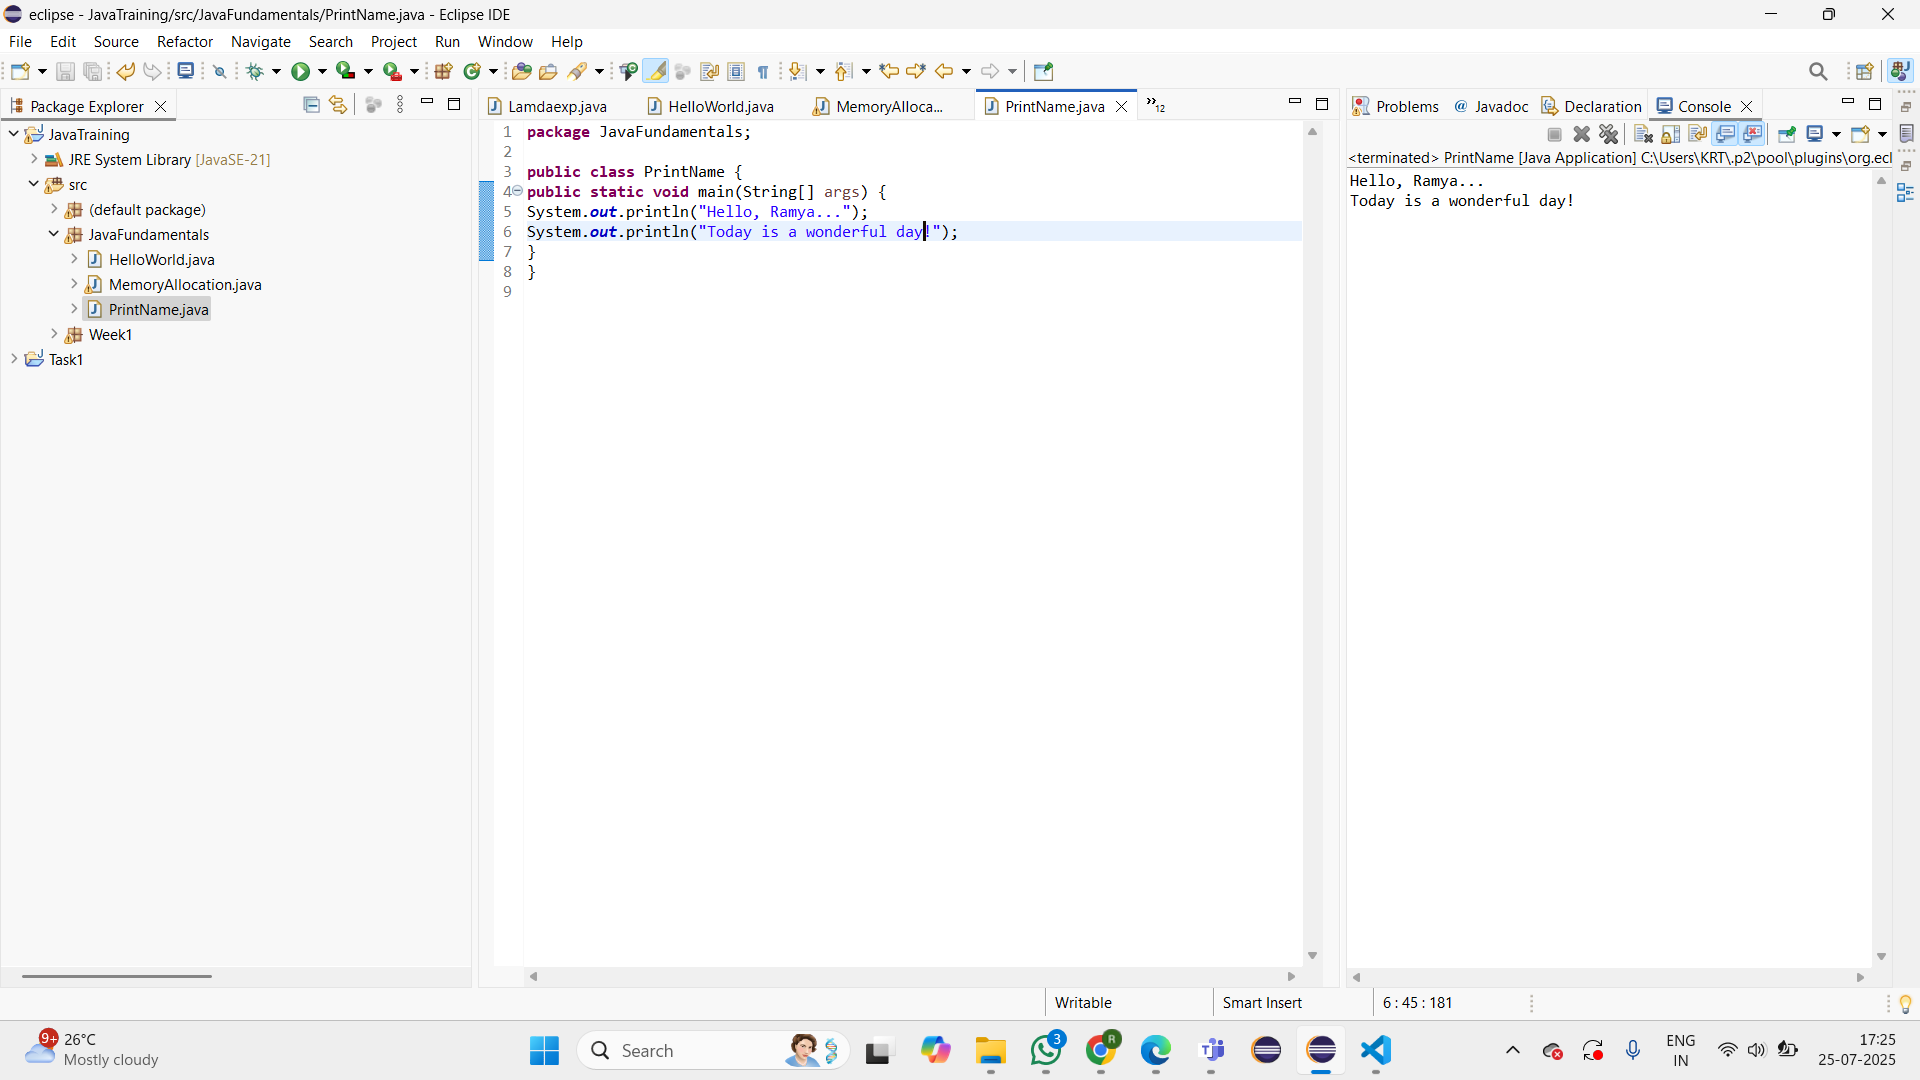 eclipse - JavaTraining/src/JavaFundamentals/PrintName.java - Eclipse IDE
File Edit Source Refactor Navigate Search Project Run Window Help
Package Explorer
JavaTraining
JRE System Library [JavaSE-21]
src
(default package)
JavaFundamentals
HelloWorld.java
MemoryAllocation.java
PrintName.java
Week1
Task1
Lamdaexp.java HelloWorld.java MemoryAlloca... PrintName.java »12
1 package JavaFundamentals;
2
3 public class PrintName {
4 public static void main(String[] args) {
5 System.out.println("Hello, Ramya...");
6 System.out.println("Today is a wonderful day!");
7 }
8 }
9
Problems Javadoc Declaration Console
<terminated> PrintName [Java Application] C:\Users\KRT\.p2\pool\plugins\org.ecl
Hello, Ramya...
Today is a wonderful day!
Writable Smart Insert 6 : 45 : 181
9+ 26°C
Mostly cloudy
Search
3
R
ENG
IN
17:25
25-07-2025